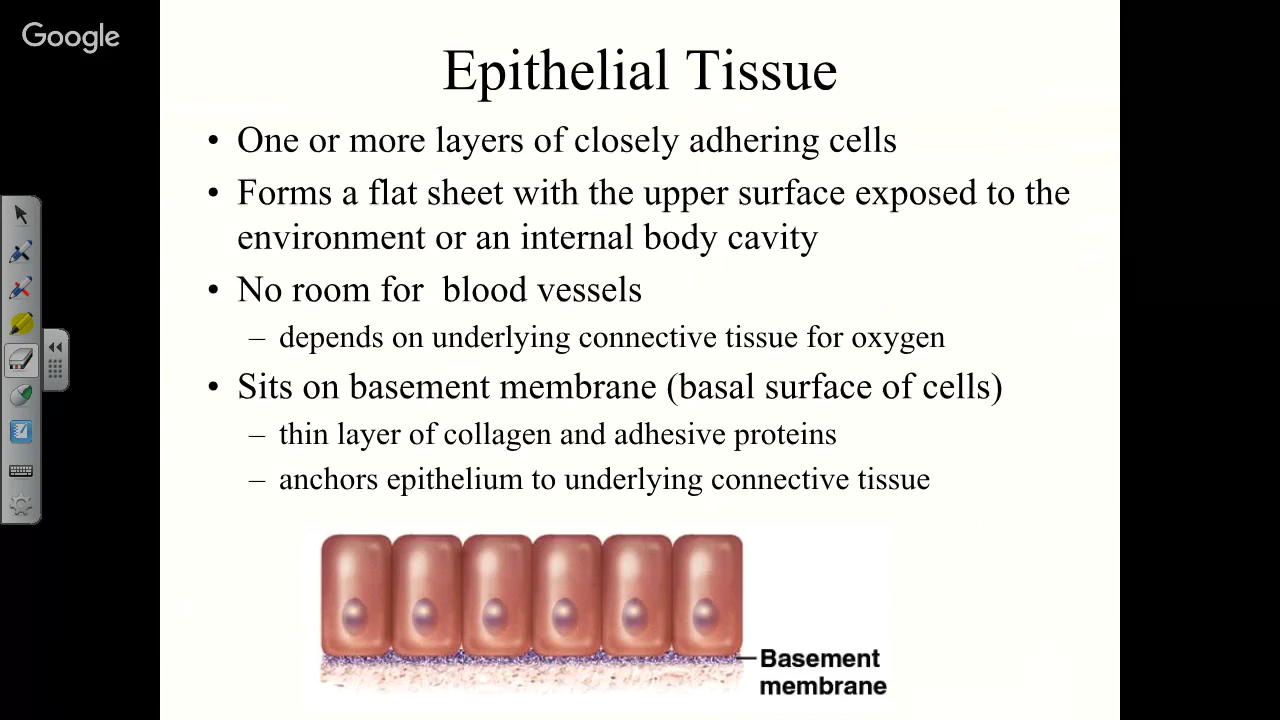 Google
Epithelial Tissue
• One or more layers of closely adhering cells
• Forms a flat sheet with the upper surface exposed to the
environment or an internal body cavity
• No room for  blood vessels
– depends on underlying connective tissue for oxygen
• Sits on basement membrane (basal surface of cells)
– thin layer of collagen and adhesive proteins
– anchors epithelium to underlying connective tissue
Basement
membrane